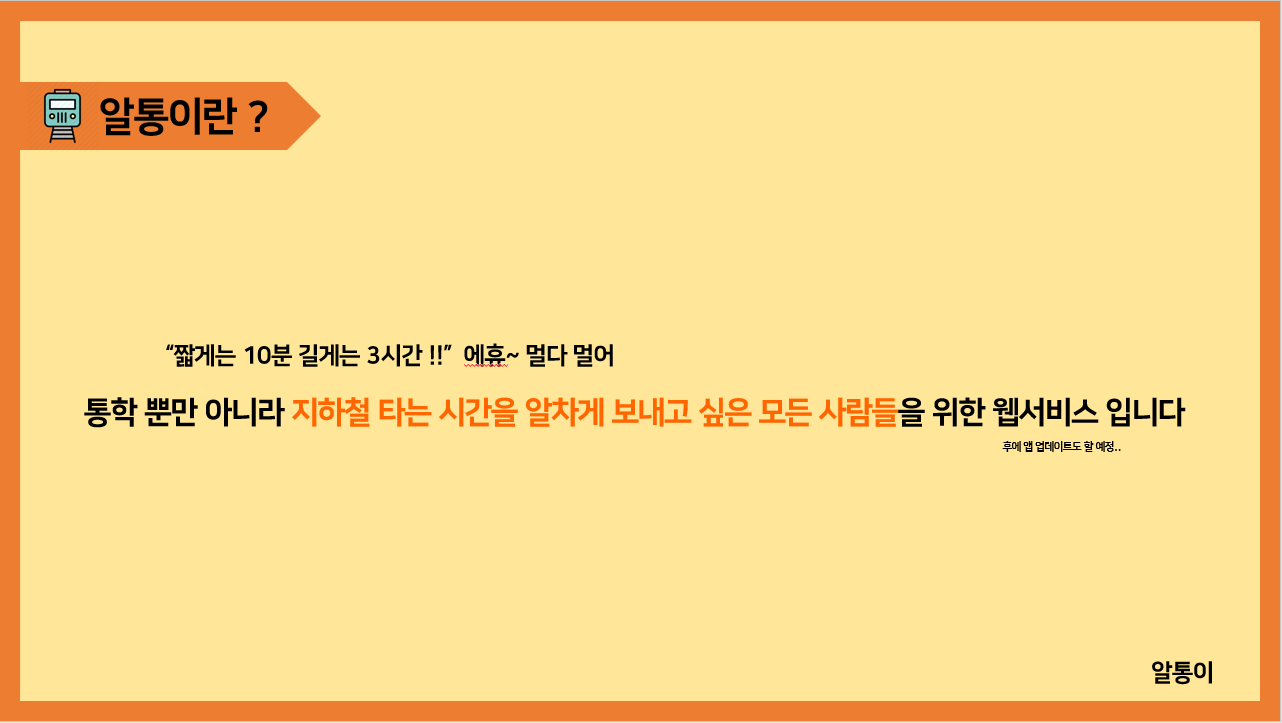 알통이란 ?
“짧게는 10분 길게는 3시간 !!” 에휴~ 멀다 멀어
통학 뿐만 아니라 지하철 타는 시간을 알차게 보내고 싶은 모든 사람들을 위한 웹서비스 입니다
후에 앱 업데이트도 할 예정..
알통이